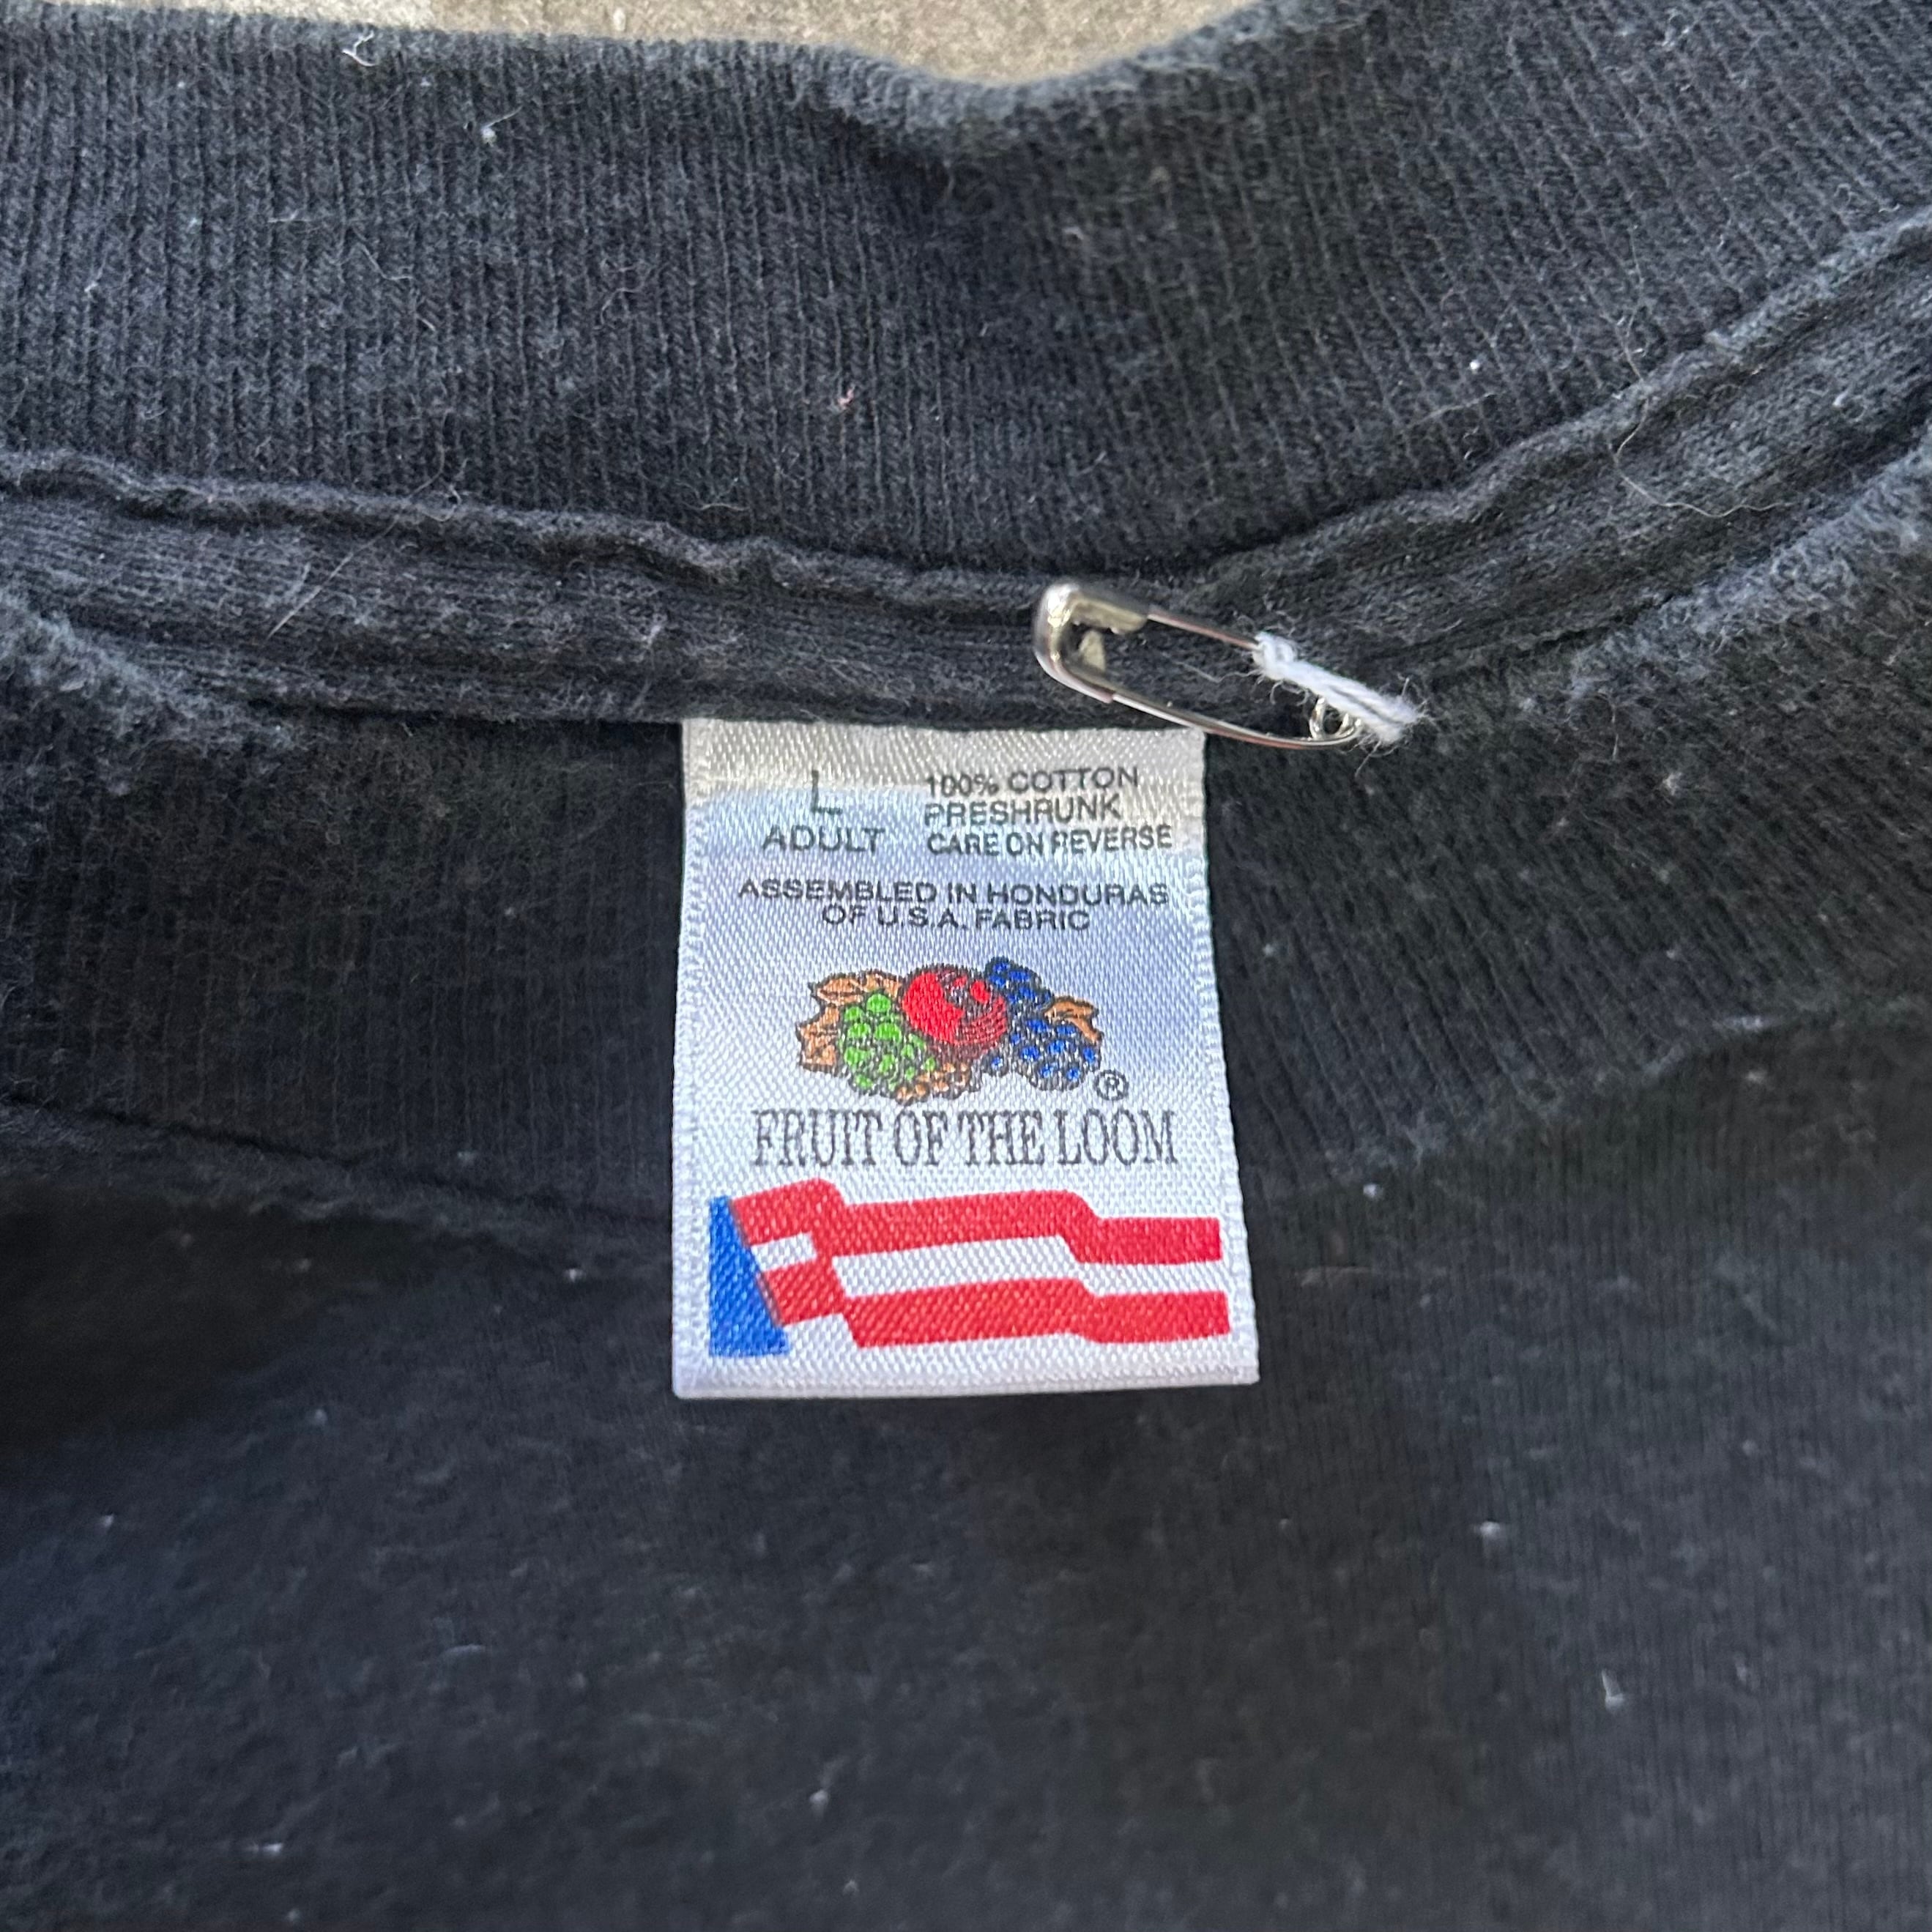 L
ADULT
100% COTTON
PRESHRUNK
CARE ON REVERSE
ASSEMBLED IN HONDURAS
OF U.S.A. FABRIC
®
FRUIT OF THE LOOM